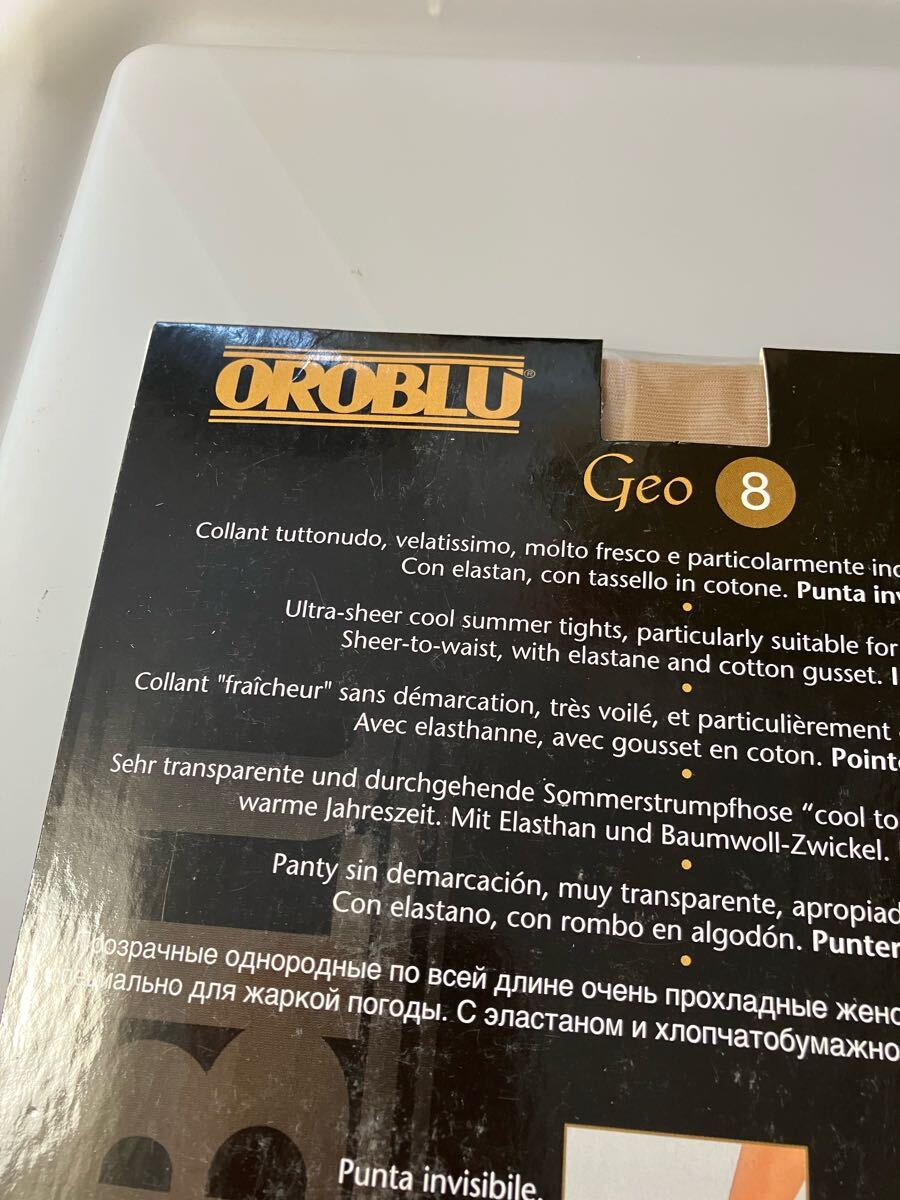 OROBLÙ®
Geo 8
Collant tuttonudo, velatissimo, molto fresco e particolarmente
Con elastan, con tassello in cotone. Punta
Ultra-sheer cool summer tights, particularly suitable for
Sheer-to-waist, with elastane and cotton gusset.
Collant "fraîcheur" sans démarcation, très voilé, et particulièrement
Avec elasthanne, avec gousset en coton.
Sehr transparente und durchgehende Sommerstrumpfhose “cool
warme Jahreszeit. Mit Elasthan und Baumwoll-Zwickel.
Panty sin demarcación, muy transparente,
Con elastano, con rombo en algodón.
однородные по всей длине очень прохладные
для жаркой погоды. С эластаном и
Punta invisibile.